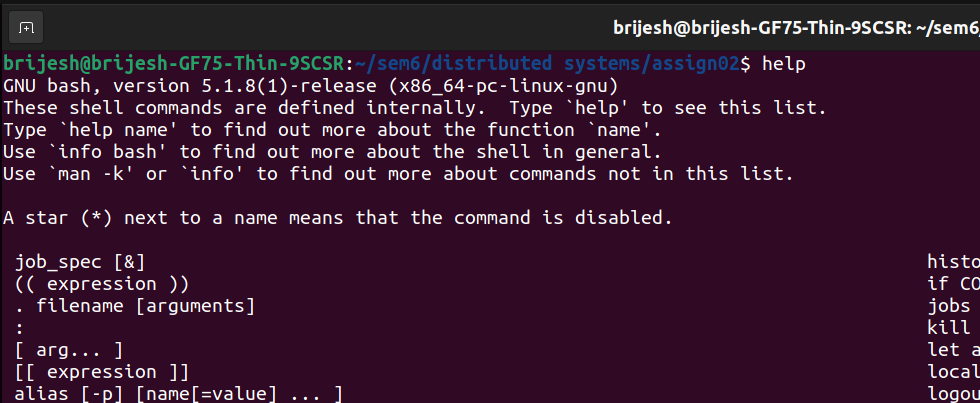 brijesh@brijesh-GF75-Thin-9SCSR: ~/sem6
brijesh@brijesh-GF75-Thin-9SCSR:~/sem6/distributed systems/assign02$ help
GNU bash, version 5.1.8(1)-release (x86_64-pc-linux-gnu)
These shell commands are defined internally.  Type `help' to see this list.
Type `help name' to find out more about the function `name'.
Use `info bash' to find out more about the shell in general.
Use `man -k' or `info' to find out more about commands not in this list.
A star (*) next to a name means that the command is disabled.
job_spec [&] histo
(( expression )) if CO
. filename [arguments] jobs
: kill
[ arg... ] let a
[[ expression ]] local
alias [-p] [name[=value] ... ] logou